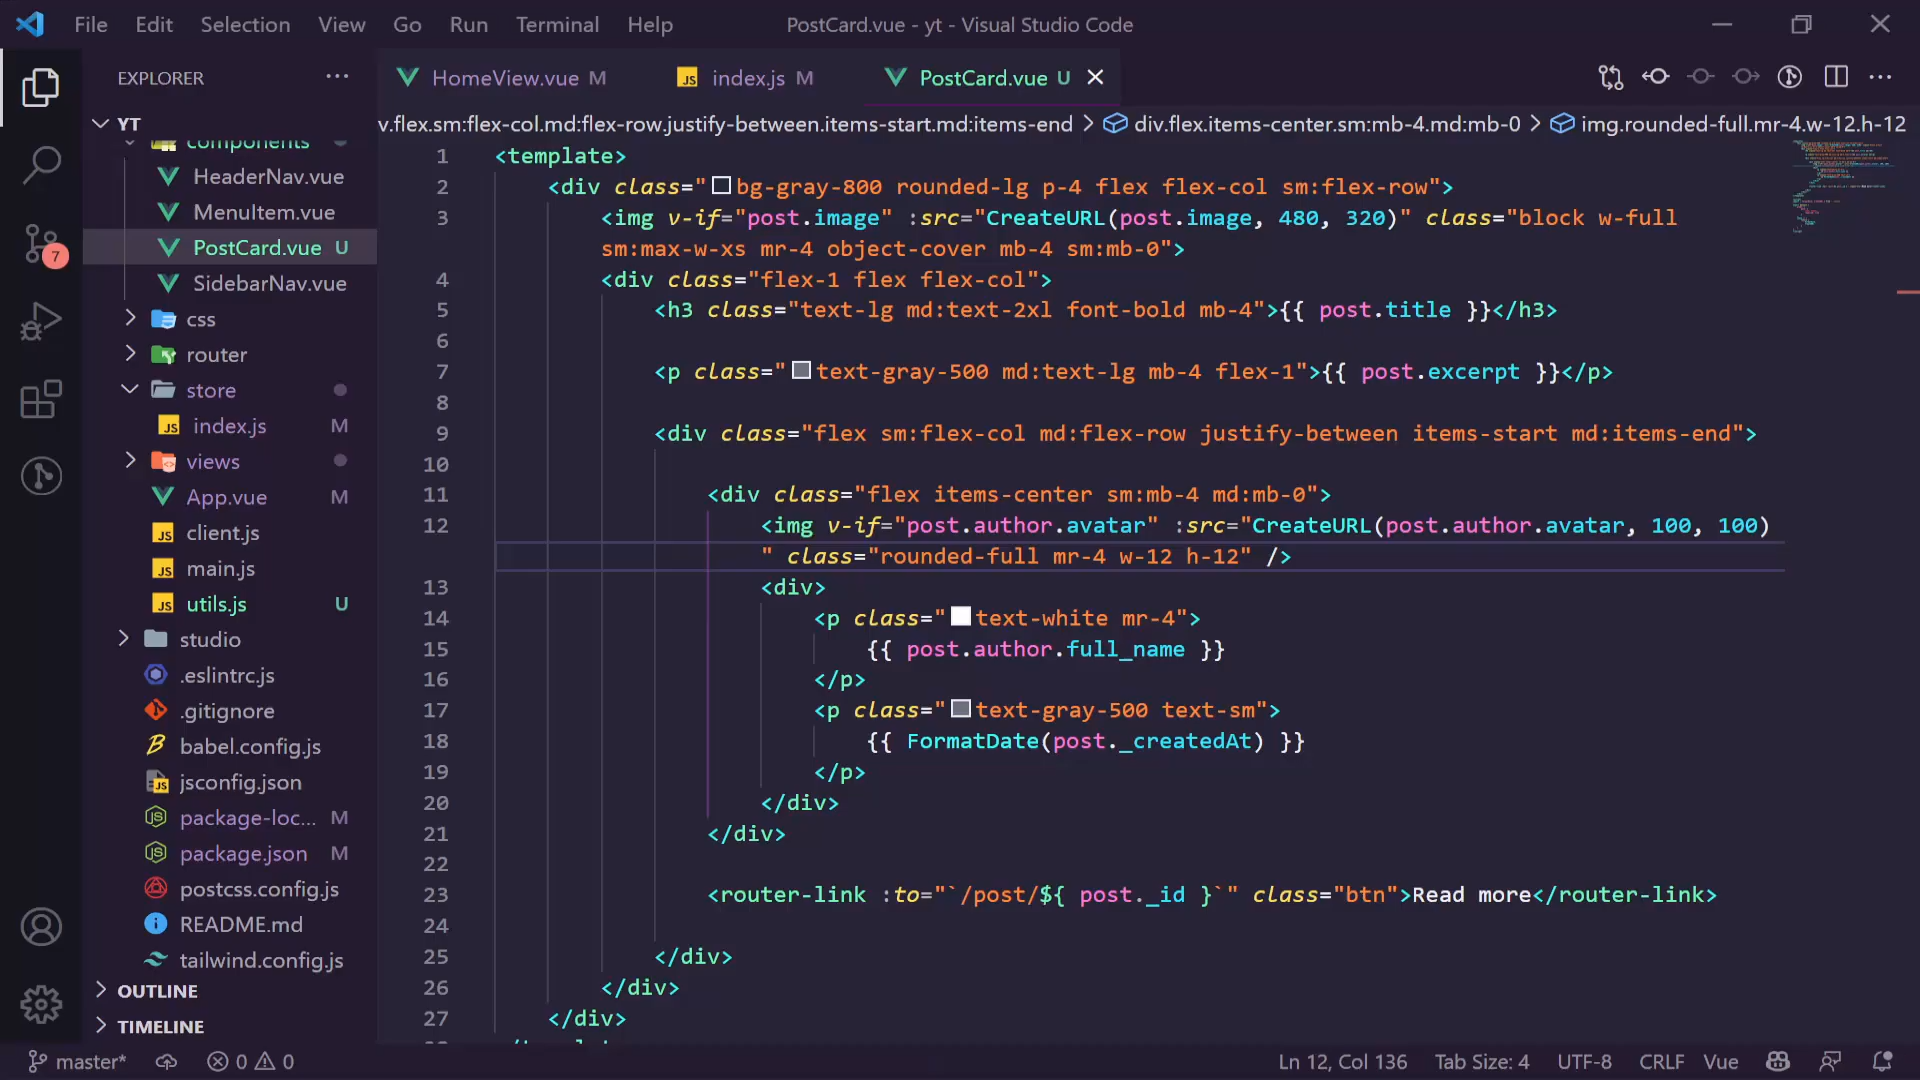 File Edit Selection View Go Run Terminal Help
PostCard.vue - yt - Visual Studio Code
EXPLORER
YT
components
HeaderNav.vue
MenuItem.vue
PostCard.vue U
SidebarNav.vue
css
router
store
index.js M
views
App.vue M
client.js
main.js
utils.js U
studio
.eslintrc.js
.gitignore
babel.config.js
jsconfig.json
package-loc... M
package.json M
postcss.config.js
README.md
tailwind.config.js
OUTLINE
TIMELINE
7
HomeView.vue M
index.js M
PostCard.vue U
v.flex.sm:flex-col.md:flex-row.justify-between.items-start.md:items-end > div.flex.items-center.sm:mb-4.md:mb-0 > img.rounded-full.mr-4.w-12.h-12
1 <template>
2 <div class="bg-gray-800 rounded-lg p-4 flex flex-col sm:flex-row">
3 <img v-if="post.image" :src="CreateURL(post.image, 480, 320)" class="block w-full
sm:max-w-xs mr-4 object-cover mb-4 sm:mb-0">
4 <div class="flex-1 flex flex-col">
5 <h3 class="text-lg md:text-2xl font-bold mb-4">{{ post.title }}</h3>
6
7 <p class="text-gray-500 md:text-lg mb-4 flex-1">{{ post.excerpt }}</p>
8
9 <div class="flex sm:flex-col md:flex-row justify-between items-start md:items-end">
10
11 <div class="flex items-center sm:mb-4 md:mb-0">
12 <img v-if="post.author.avatar" :src="CreateURL(post.author.avatar, 100, 100)
" class="rounded-full mr-4 w-12 h-12" />
13 <div>
14 <p class="text-white mr-4">
15 {{ post.author.full_name }}
16 </p>
17 <p class="text-gray-500 text-sm">
18 {{ FormatDate(post._createdAt) }}
19 </p>
20 </div>
21 </div>
22
23 <router-link :to="`/post/${ post._id }`" class="btn">Read more</router-link>
24
25 </div>
26 </div>
27 </div>
master* 0 0
Ln 12, Col 136 Tab Size: 4 UTF-8 CRLF Vue